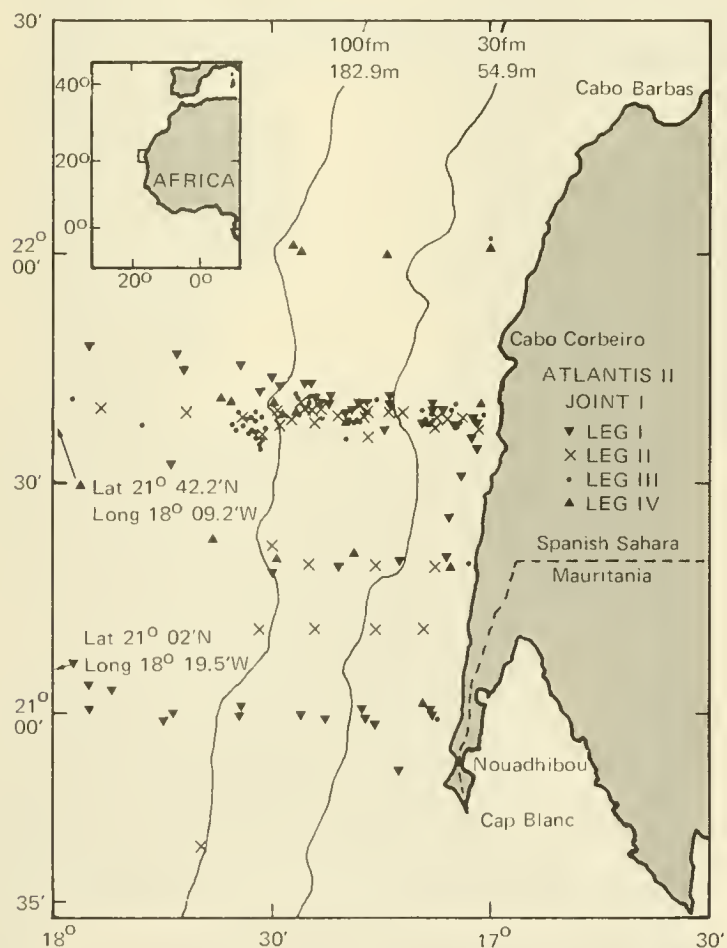 30'
100fm
182.9m
30fm
54.9m
Cabo Barbas
40°
20°
0°
AFRICA
20° 0°
22°
00'
Cabo Corbeiro
ATLANTIS II
JOINT I
▼ LEG I
× LEG II
• LEG III
▲ LEG IV
30'
Lat 21° 42.2'N
Long 18° 09.2'W
Spanish Sahara
Mauritania
Lat 21° 02'N
Long 18° 19.5'W
21°
00'
Nouadhibou
Cap Blanc
35'
18° 30' 17° 30'